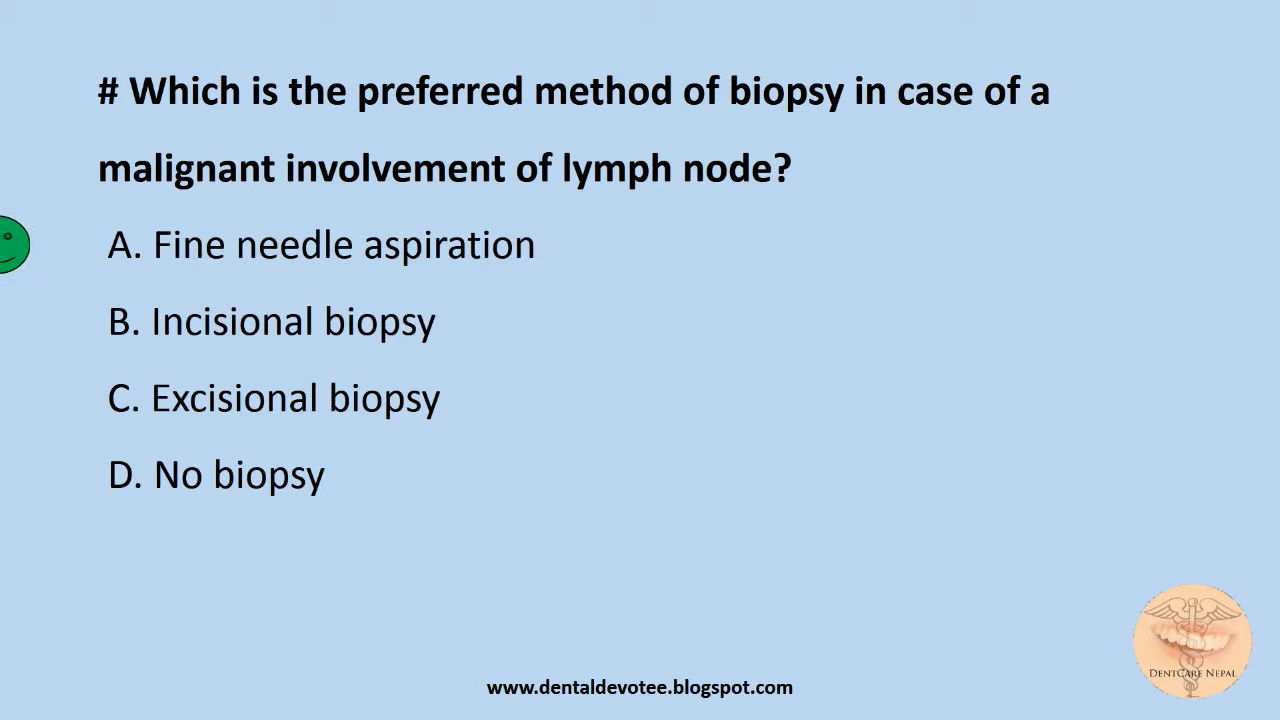 # Which is the preferred method of biopsy in case of a
malignant involvement of lymph node?
A. Fine needle aspiration
B. Incisional biopsy
C. Excisional biopsy
D. No biopsy
DENTCARE NEPAL
www.dentaldevotee.blogspot.com